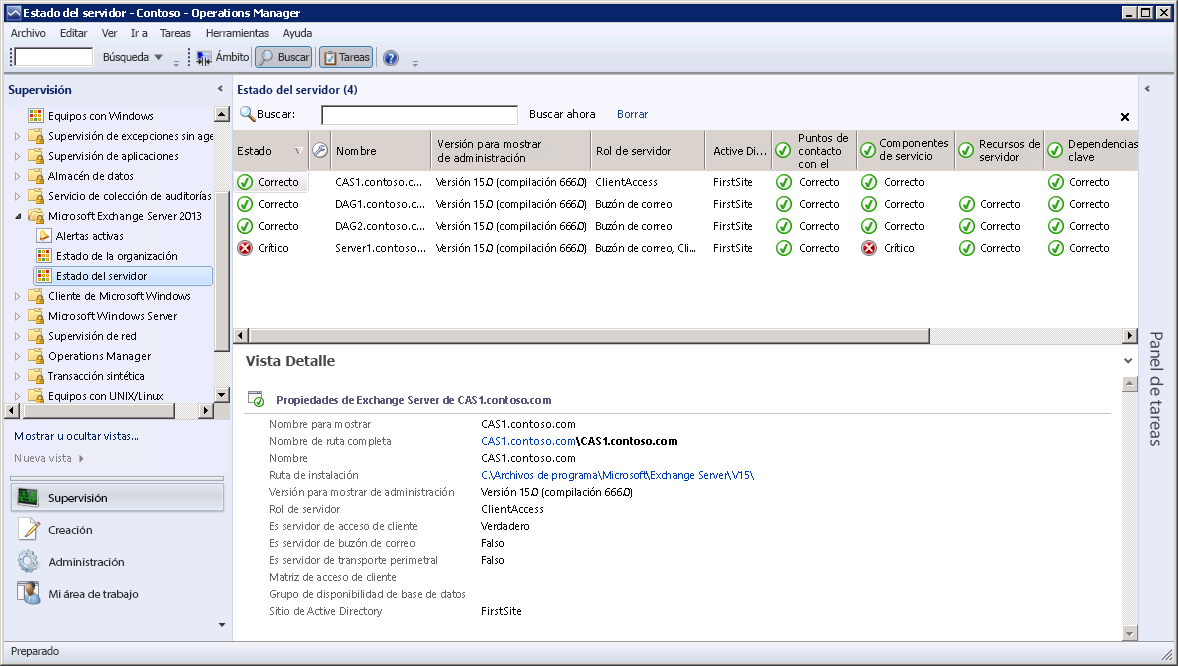 Estado del servidor - Contoso - Operations Manager
Archivo Editar Ver Ir a Tareas Herramientas Ayuda
Búsqueda Ámbito Buscar Tareas
Supervisión
Equipos con Windows
Supervisión de excepciones sin age
Supervisión de aplicaciones
Almacén de datos
Servicio de colección de auditorías
Microsoft Exchange Server 2013
Alertas activas
Estado de la organización
Estado del servidor
Cliente de Microsoft Windows
Microsoft Windows Server
Supervisión de red
Operations Manager
Transacción sintética
Equipos con UNIX/Linux
Mostrar u ocultar vistas...
Nueva vista
Supervisión
Creación
Administración
Mi área de trabajo
Estado del servidor (4)
Buscar: Buscar ahora Borrar
Estado Nombre Versión para mostrar de administración Rol de servidor Active Di... Puntos de contacto con el Componentes de servicio Recursos de servidor Dependencias clave
Correcto CAS1.contoso.c... Versión 15.0 (compilación 666.0) ClientAccess FirstSite Correcto Correcto Correcto
Correcto DAG1.contoso.c... Versión 15.0 (compilación 666.0) Buzón de correo FirstSite Correcto Correcto Correcto Correcto
Correcto DAG2.contoso.c... Versión 15.0 (compilación 666.0) Buzón de correo FirstSite Correcto Correcto Correcto Correcto
Crítico Server1.contoso... Versión 15.0 (compilación 666.0) Buzón de correo, Cli... FirstSite Correcto Crítico Correcto Correcto
Vista Detalle
Propiedades de Exchange Server de CAS1.contoso.com
Nombre para mostrar CAS1.contoso.com
Nombre de ruta completa CAS1.contoso.com\CAS1.contoso.com
Nombre CAS1.contoso.com
Ruta de instalación C:\Archivos de programa\Microsoft\Exchange Server\V15\
Versión para mostrar de administración Versión 15.0 (compilación 666.0)
Rol de servidor ClientAccess
Es servidor de acceso de cliente Verdadero
Es servidor de buzón de correo Falso
Es servidor de transporte perimetral Falso
Matriz de acceso de cliente
Grupo de disponibilidad de base de datos
Sitio de Active Directory FirstSite
Panel de tareas
Preparado